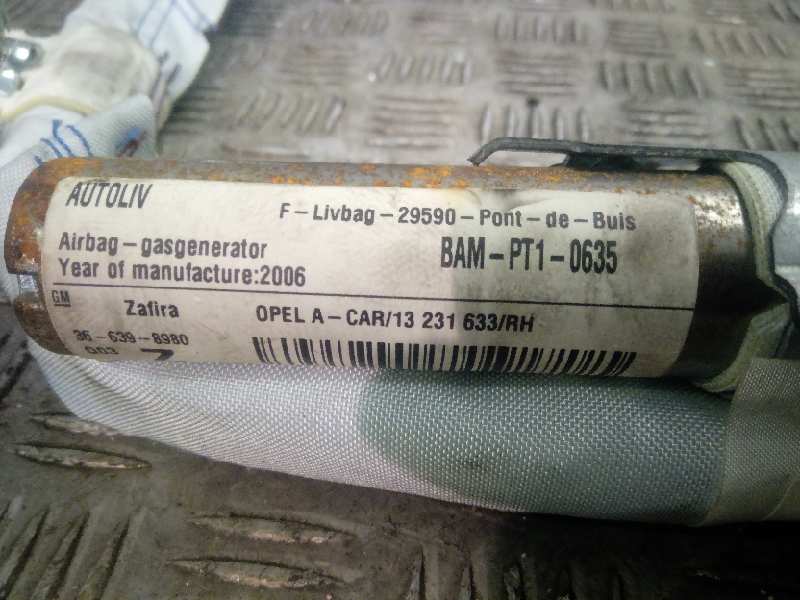 AUTOLIV
F-Livbag-29590-Pont-de-Buis
Airbag-gasgenerator
BAM-PT1-0635
Year of manufacture:2006
GM
Zafira
OPEL A-CAR/13 231 633/RH
36-639-8980
003